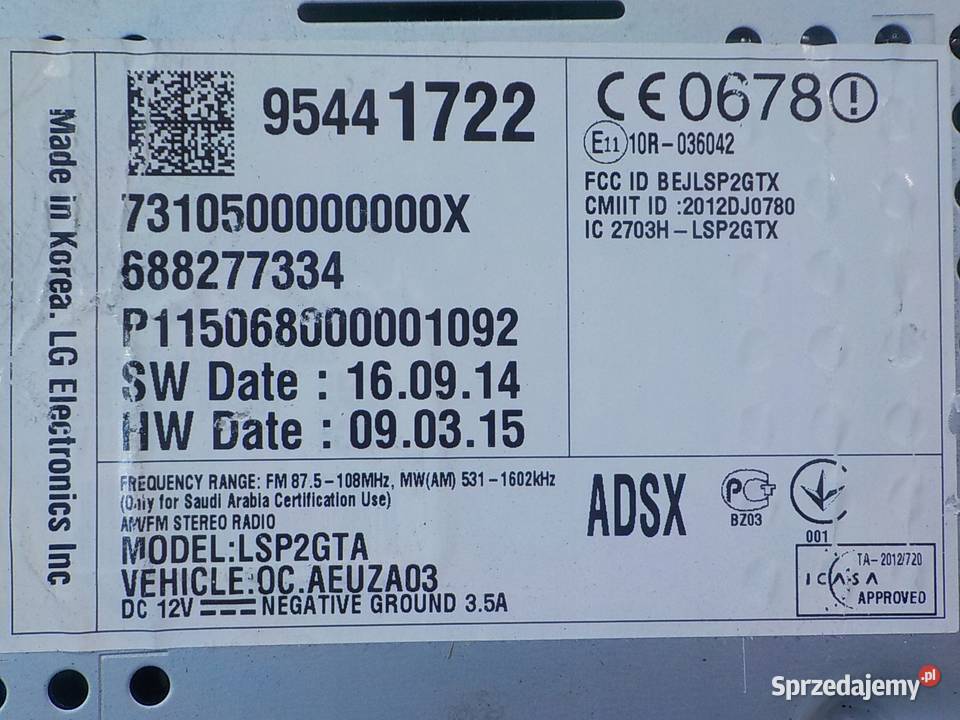 Made in Korea. LG Electronics Inc
95441722
7310500000000X
688277334
P115068000001092
SW Date : 16.09.14
HW Date : 09.03.15
CE0678
E11 10R-036042
FCC ID BEJLSP2GTX
CMIIT ID :2012DJ0780
IC 2703H-LSP2GTX
FREQUENCY RANGE: FM 87.5-108MHz, MW(AM) 531-1602kHz
(Only for Saudi Arabia Certification Use)
AM/FM STEREO RADIO
MODEL:LSP2GTA
VEHICLE:OC.AEUZA03
DC 12V NEGATIVE GROUND 3.5A
ADSX
BZ03
001
TA-2012/720
ICASA
APPROVED
Sprzedajemy.pl